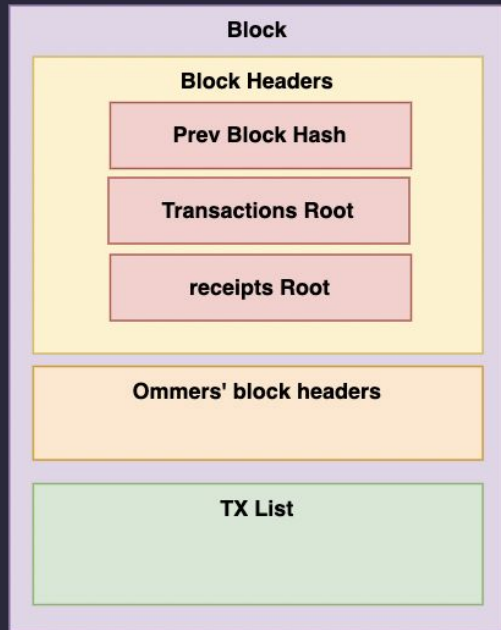 Block
Block Headers
Prev Block Hash
Transactions Root
receipts Root
Ommers' block headers
TX List